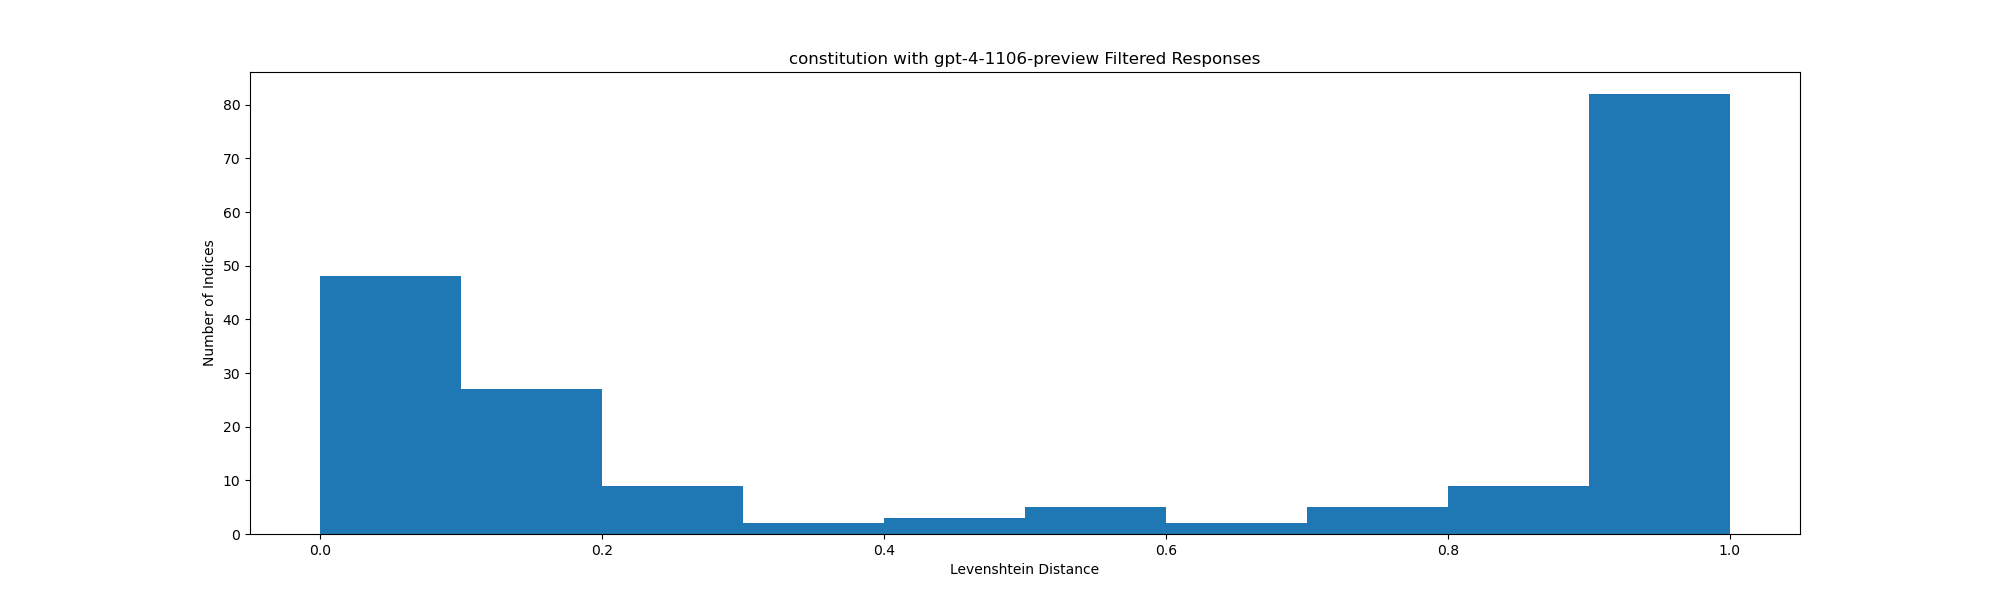 constitution with gpt-4-1106-preview Filtered Responses
80
70
60
50
40
30
20
10
0
Number of Indices
0.0 0.2 0.4 0.6 0.8 1.0
Levenshtein Distance